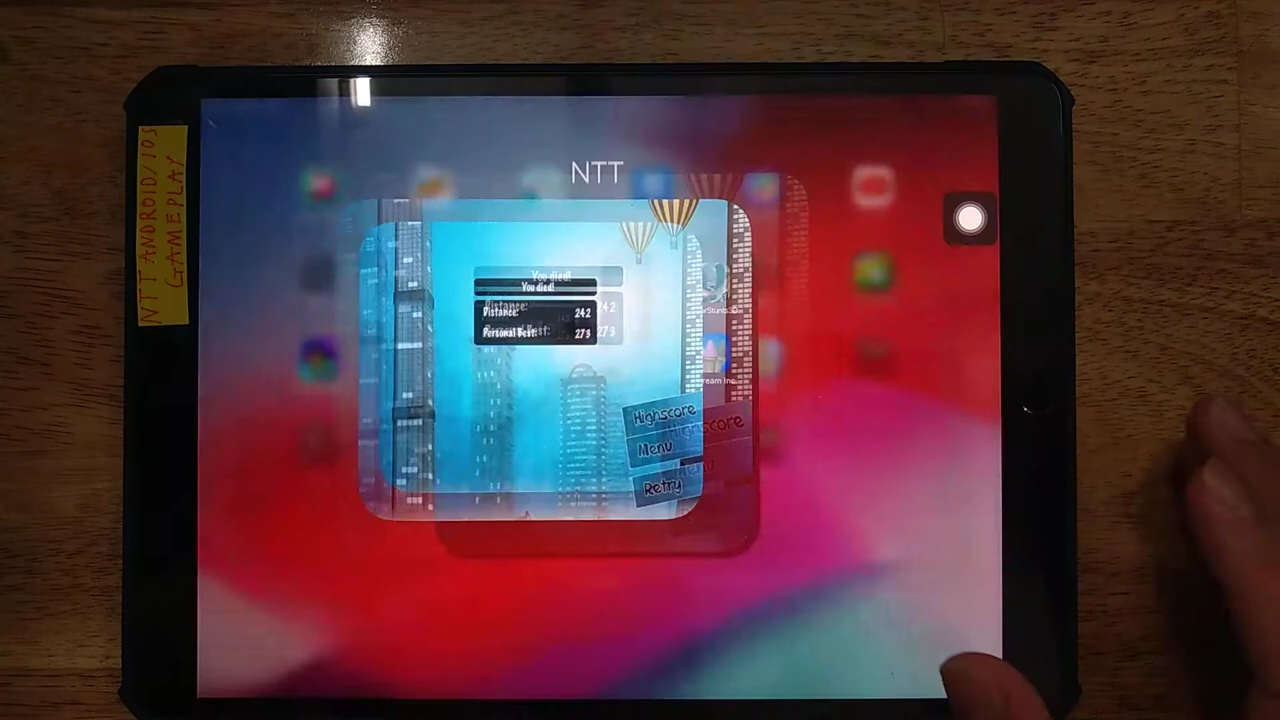 NTT ANDROID/IOS
GAMEPLAY
NTT
You died!
You died!
Distance:
242
Distance:
242
Personal Best:
273
273
Highscore
Highscore
Menu
Menu
Retry